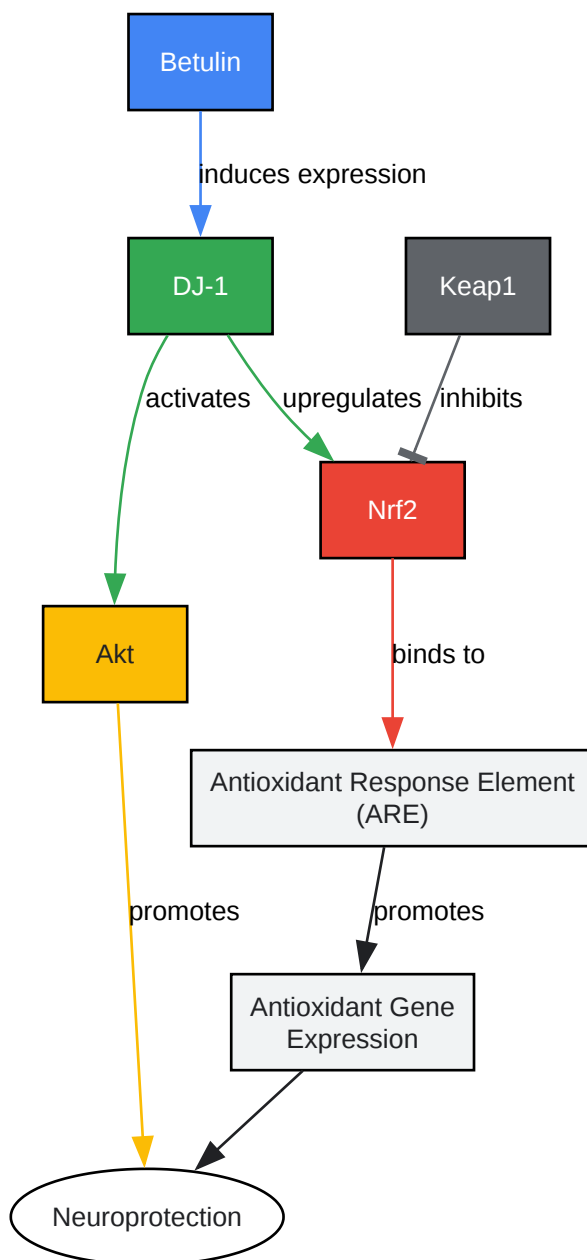 Betulin
induces expression
DJ-1
Keap1
activates
upregulates
inhibits
Nrf2
Akt
binds to
Antioxidant Response Element
(ARE)
promotes
promotes
Antioxidant Gene
Expression
Neuroprotection